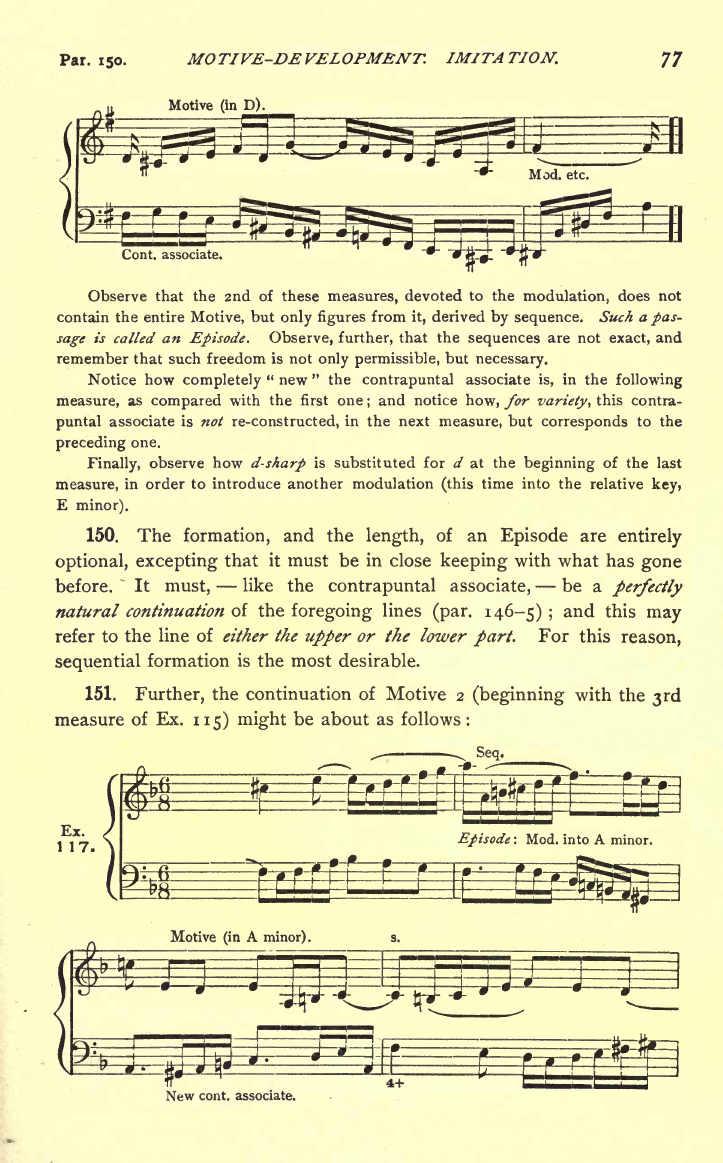 Par. 150. MOTIVE-DEVELOPMENT. IMITATION. 77
Motive (in D).
Mod. etc.
Cont. associate.
Observe that the 2nd of these measures, devoted to the modulation, does not
contain the entire Motive, but only figures from it, derived by sequence. Such a pas-
sage is called an Episode. Observe, further, that the sequences are not exact, and
remember that such freedom is not only permissible, but necessary.
Notice how completely “ new ” the contrapuntal associate is, in the following
measure, as compared with the first one; and notice how, for variety, this contra-
puntal associate is not re-constructed, in the next measure, but corresponds to the
preceding one.
Finally, observe how d-sharp is substituted for d at the beginning of the last
measure, in order to introduce another modulation (this time into the relative key,
E minor).
150. The formation, and the length, of an Episode are entirely
optional, excepting that it must be in close keeping with what has gone
before. It must, — like the contrapuntal associate, — be a perfectly
natural continuation of the foregoing lines (par. 146–5) ; and this may
refer to the line of either the upper or the lower part. For this reason,
sequential formation is the most desirable.
151. Further, the continuation of Motive 2 (beginning with the 3rd
measure of Ex. 115) might be about as follows :
Seq.
Ex.
117.
6
8
Episode: Mod. into A minor.
6
8
Motive (in A minor). s.
4+
New cont. associate.